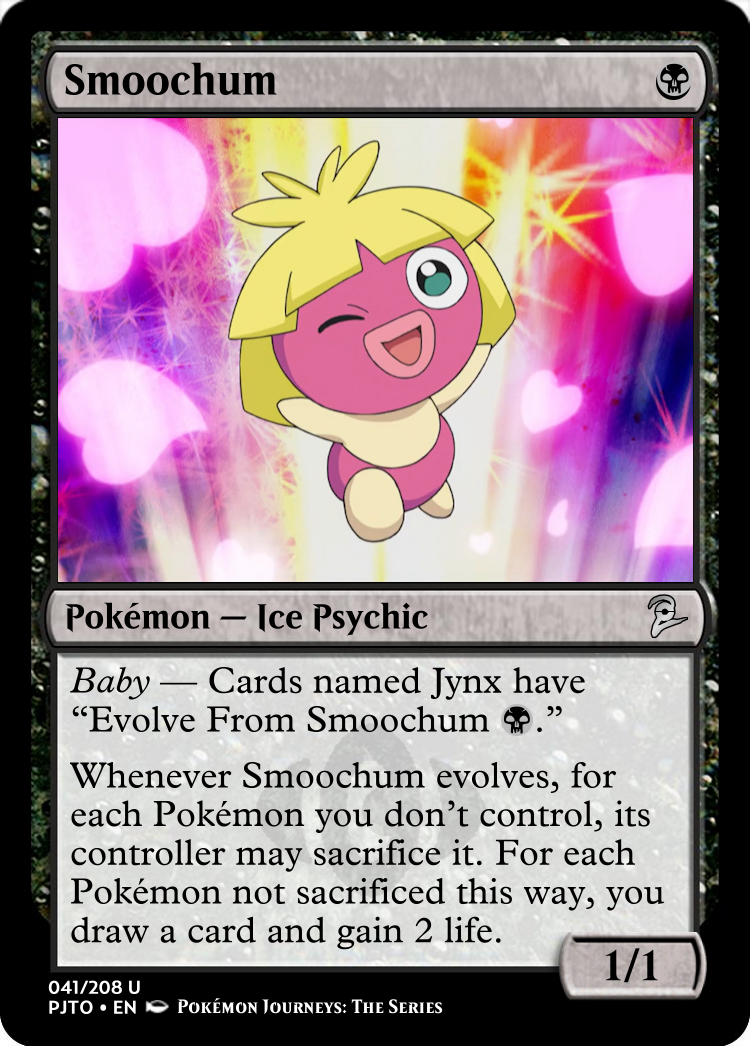 Smoochum
Pokémon — Ice Psychic
Baby — Cards named Jynx have
“Evolve From Smoochum .”
Whenever Smoochum evolves, for
each Pokémon you don’t control, its
controller may sacrifice it. For each
Pokémon not sacrificed this way, you
draw a card and gain 2 life.
1/1
041/208 U
PJTO • EN Pokémon Journeys: The Series